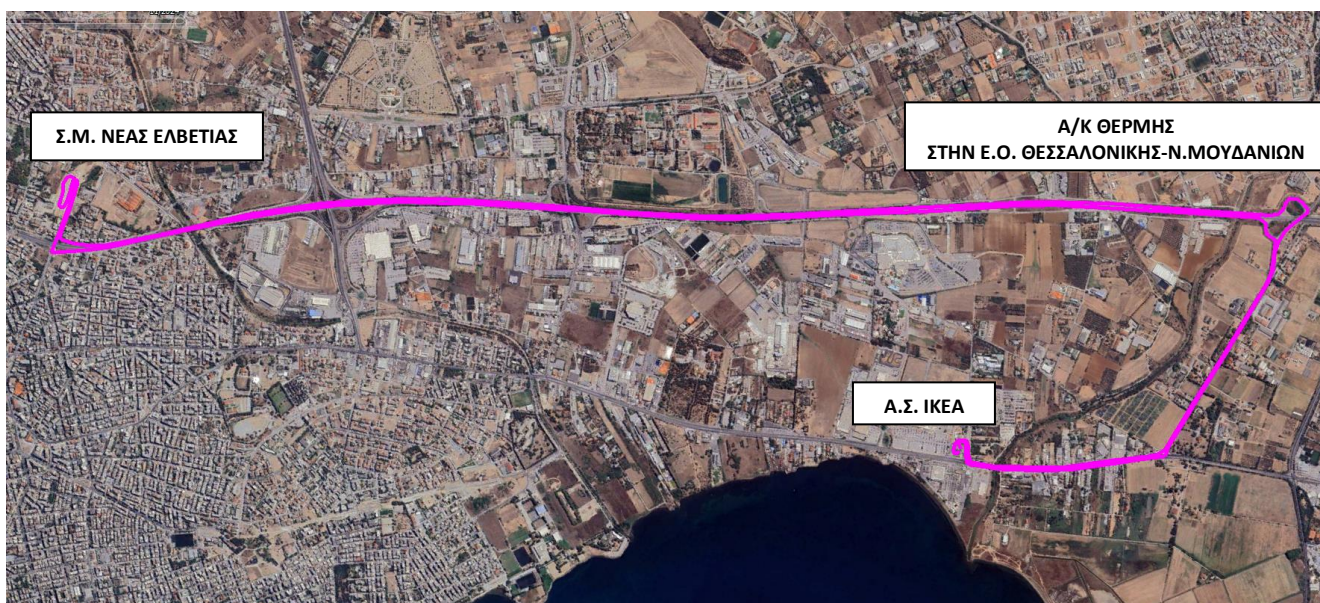 Σ.Μ. ΝΕΑΣ ΕΛΒΕΤΙΑΣ
Α/Κ ΘΕΡΜΗΣ
ΣΤΗΝ Ε.Ο. ΘΕΣΣΑΛΟΝΙΚΗΣ-Ν.ΜΟΥΔΑΝΙΩΝ
Α.Σ. ΙΚΕΑ